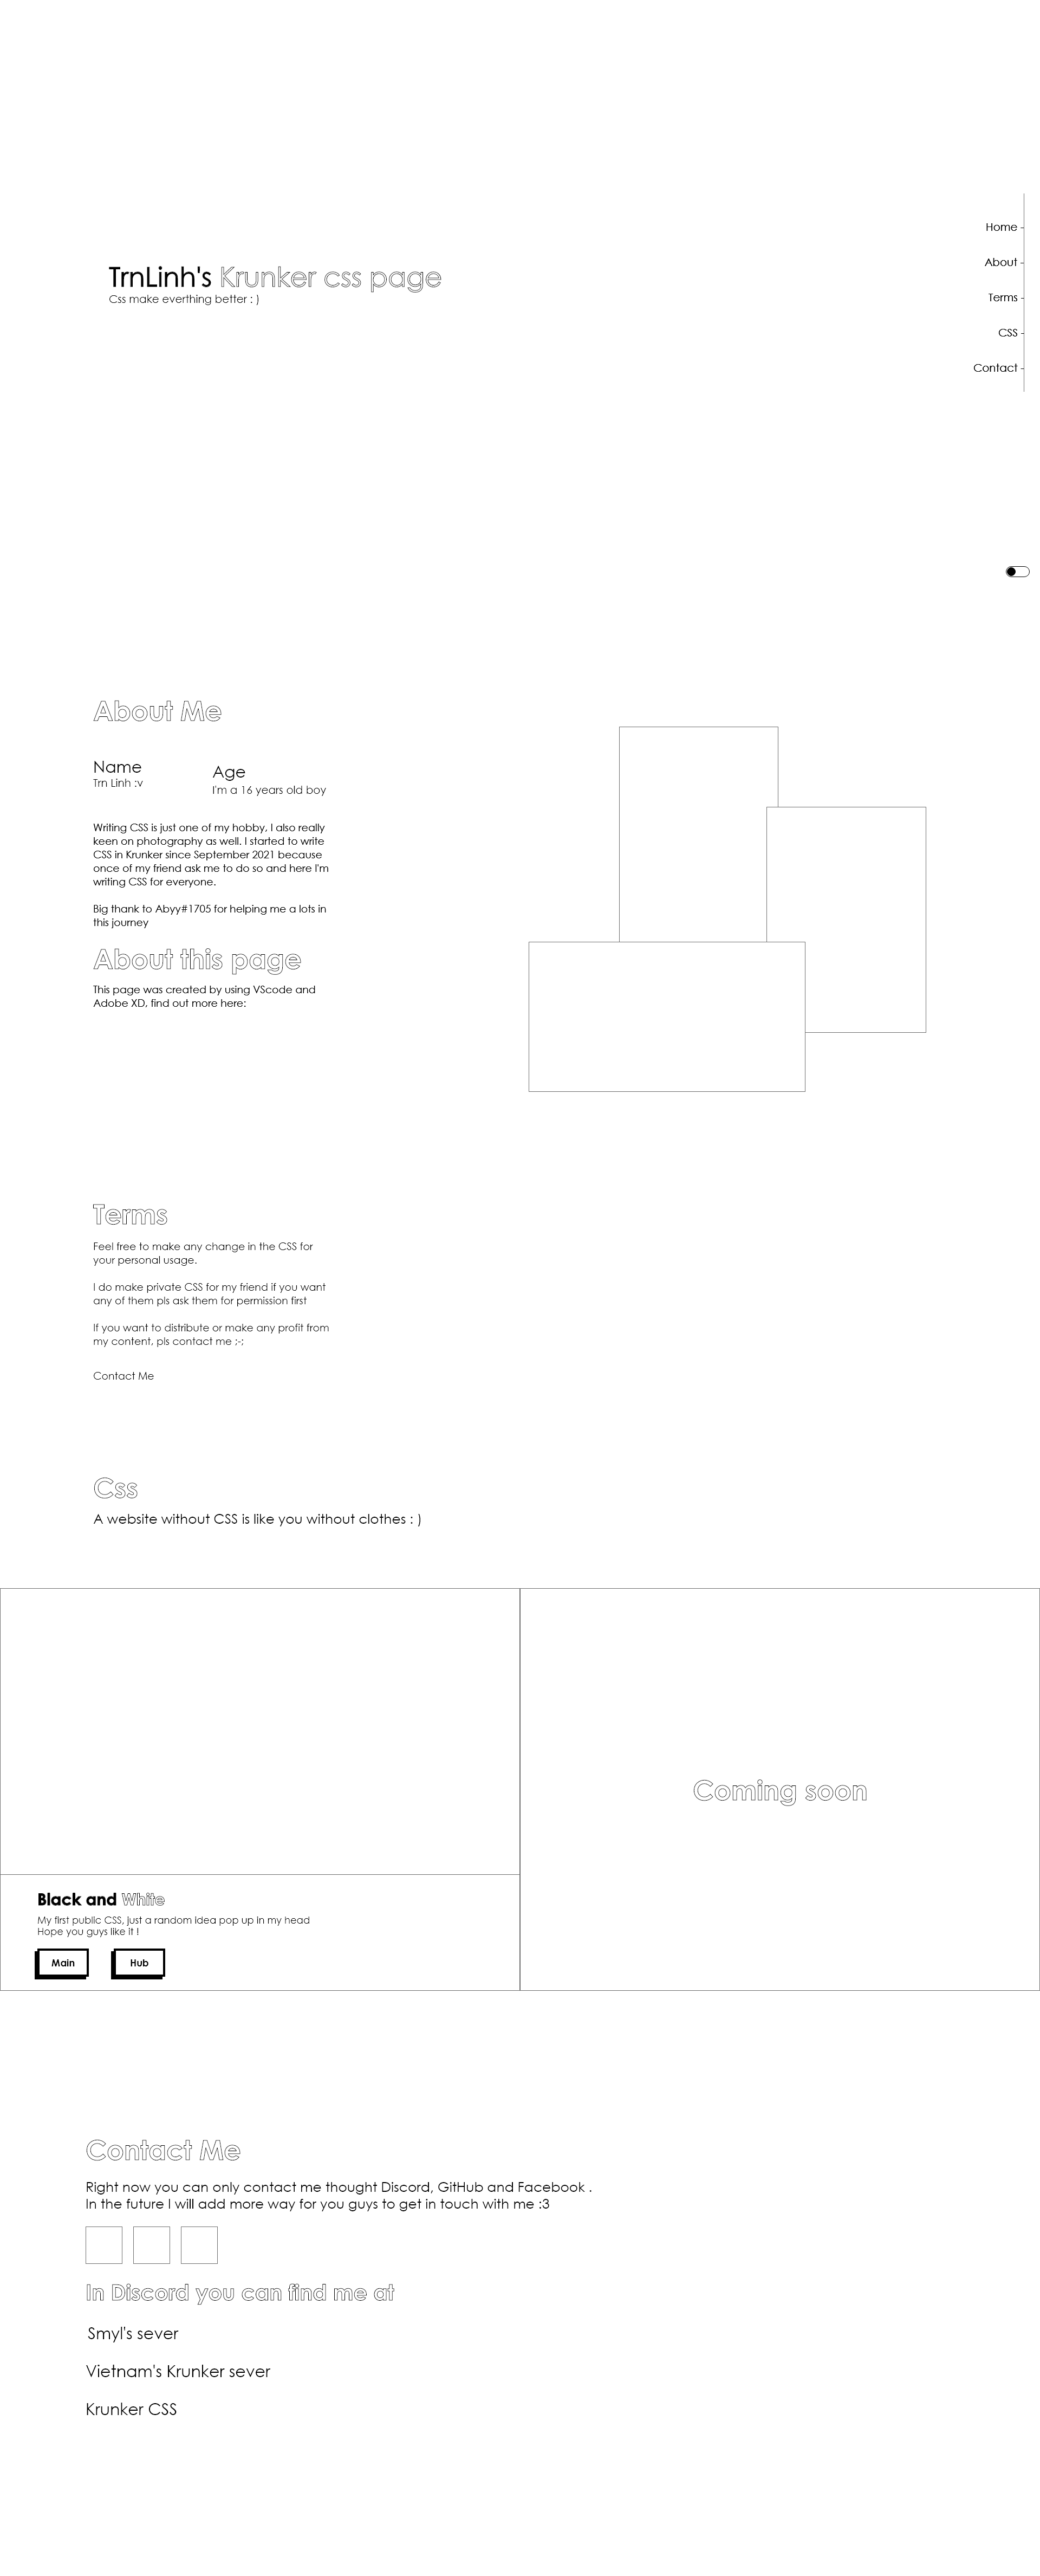 Home -
About -
TrnLinh's Krunker css page
Css make everthing better : )
Terms -
CSS -
Contact -
About Me
Name
Trn Linh :v
Age
I'm a 16 years old boy
Writing CSS is just one of my hobby, I also really
keen on photography as well. I started to write
CSS in Krunker since September 2021 because
once of my friend ask me to do so and here I'm
writing CSS for everyone.
Big thank to Abyy#1705 for helping me a lots in
this journey
About this page
This page was created by using VScode and
Adobe XD, find out more here:
Terms
Feel free to make any change in the CSS for
your personal usage.
I do make private CSS for my friend if you want
any of them pls ask them for permission first
If you want to distribute or make any profit from
my content, pls contact me ;-;
Contact Me
Css
A website without CSS is like you without clothes : )
Coming soon
Black and White
My first public CSS, just a random idea pop up in my head
Hope you guys like it !
Main
Hub
Contact Me
Right now you can only contact me thought Discord, GitHub and Facebook .
In the future I will add more way for you guys to get in touch with me :3
In Discord you can find me at
Smyl's sever
Vietnam's Krunker sever
Krunker CSS